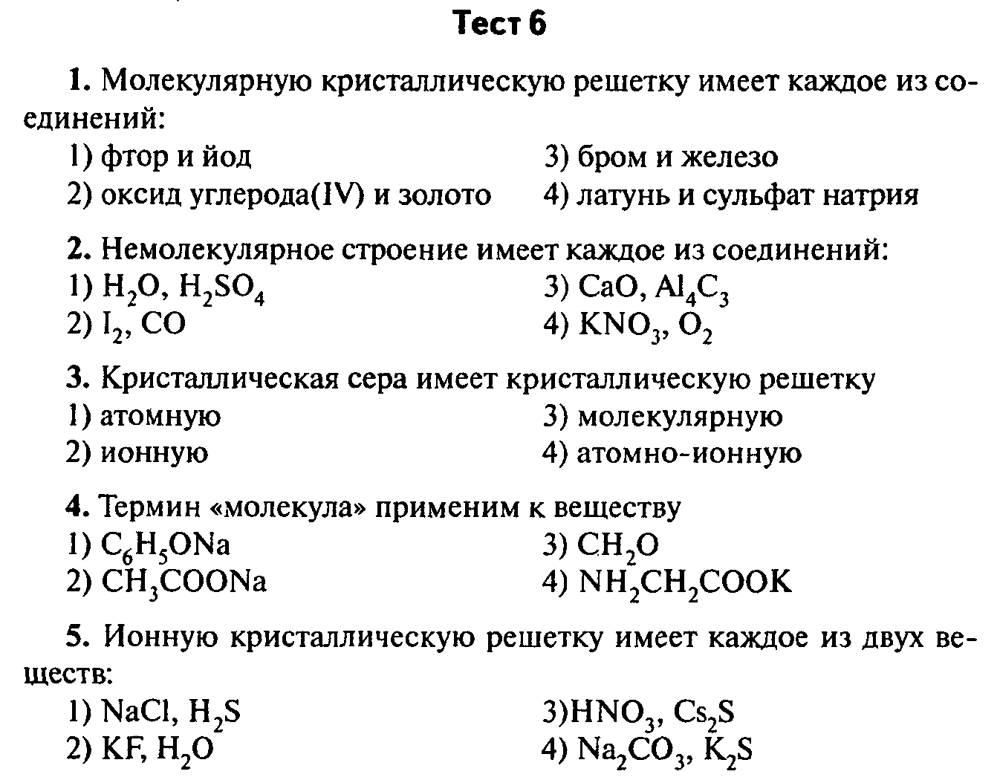 Тест 6
1. Молекулярную кристаллическую решетку имеет каждое из со-
единений:
1) фтор и йод 3) бром и железо
2) оксид углерода(IV) и золото 4) латунь и сульфат натрия
2. Немолекулярное строение имеет каждое из соединений:
1) H₂O, H₂SO₄ 3) CaO, Al₄C₃
2) I₂, CO 4) KNO₃, O₂
3. Кристаллическая сера имеет кристаллическую решетку
1) атомную 3) молекулярную
2) ионную 4) атомно-ионную
4. Термин «молекула» применим к веществу
1) C₆H₅ONa 3) CH₂O
2) CH₃COONa 4) NH₂CH₂COOK
5. Ионную кристаллическую решетку имеет каждое из двух ве-
ществ:
1) NaCl, H₂S 3)HNO₃, Cs₂S
2) KF, H₂O 4) Na₂CO₃, K₂S